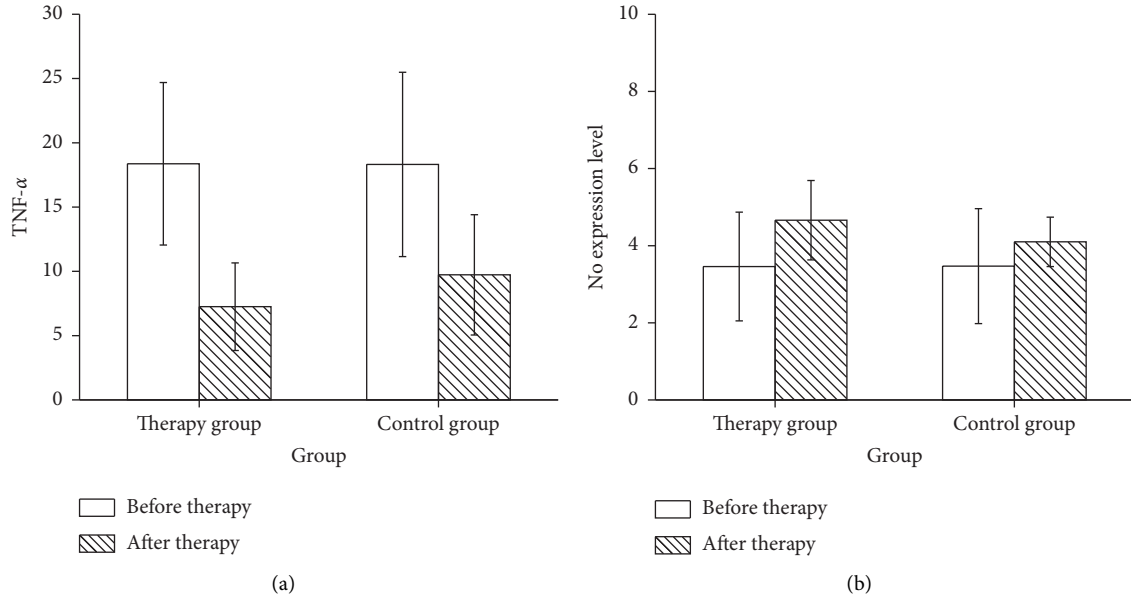 30
25
20
15
10
5
0
TNF-α
Therapy group
Control group
Group
Before therapy
After therapy
(a)
10
8
6
4
2
0
No expression level
Therapy group
Control group
Group
Before therapy
After therapy
(b)